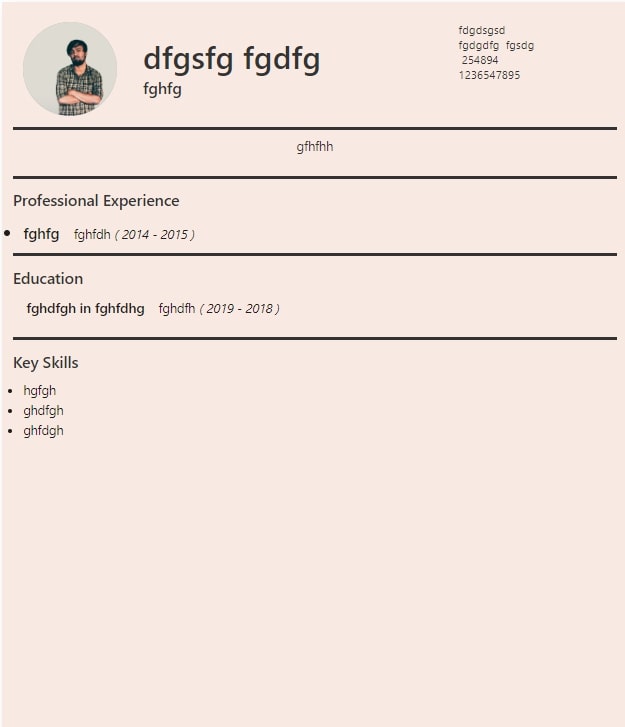 dfgsfg fgdfg
fghfg
fdgdsgsd
fgdgdfg fgsdg
254894
1236547895
gfhfhh
Professional Experience
• fghfg fghfdh ( 2014 - 2015 )
Education
fghdfgh in fghfdhg fghdfh ( 2019 - 2018 )
Key Skills
• hgfgh
• ghdfgh
• ghfdgh